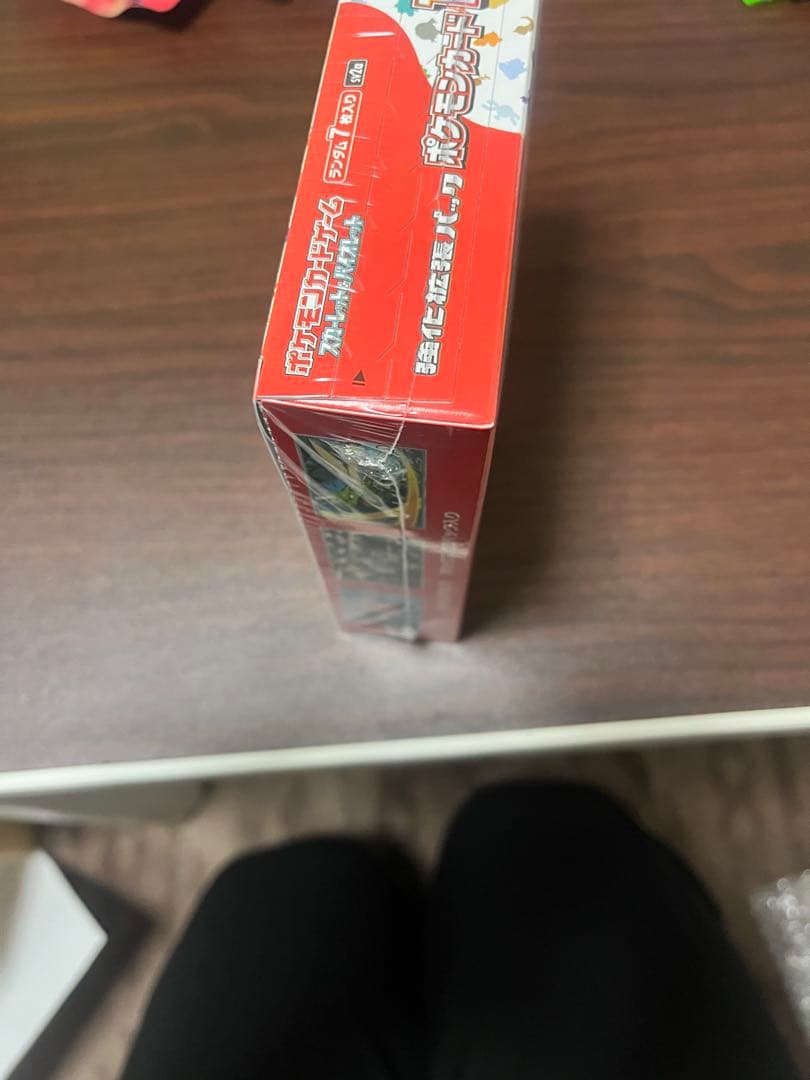 ポケモンカードゲーム
スカーレット&バイオレット
ランダム7枚入り
SV2a
強化拡張パック
ポケモンカード